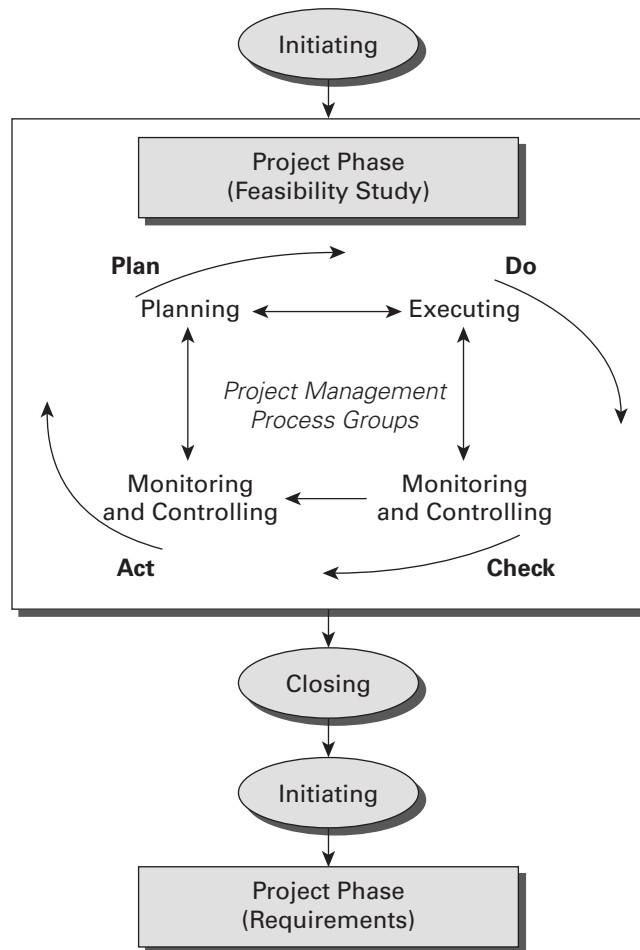 Initiating
Project Phase
(Feasibility Study)
Plan
Do
Planning
Executing
Project Management
Process Groups
Monitoring
and Controlling
Monitoring
and Controlling
Act
Check
Closing
Initiating
Project Phase
(Requirements)